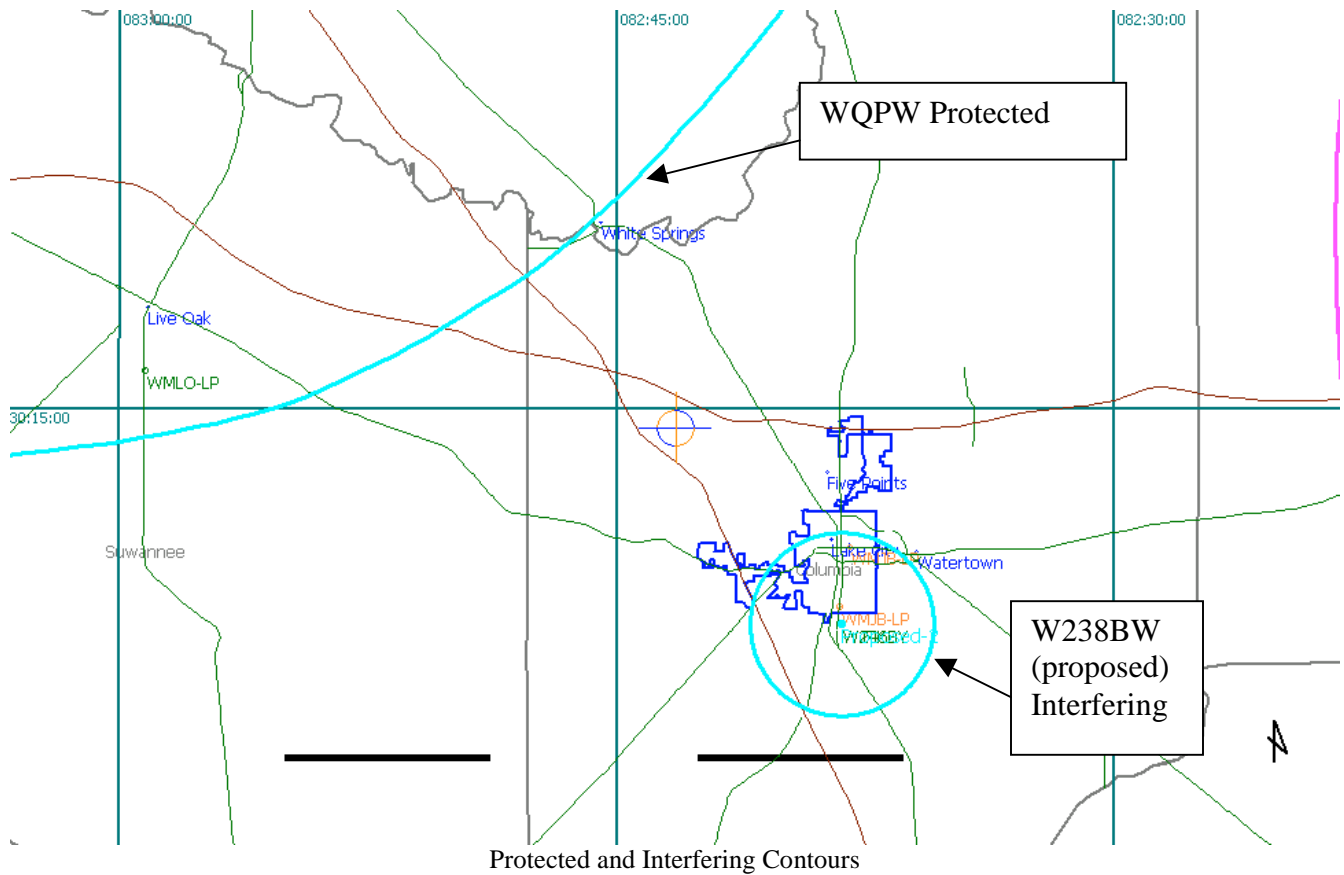 083:00:00
082:45:00
082:30:00
WQPW Protected
White Springs
Live Oak
WMLO-LP
30:15:00
Five Points
Suwannee
Lake City
Columbia
Watertown
WMJB-LP
W238BW
(proposed)
Interfering
Protected and Interfering Contours